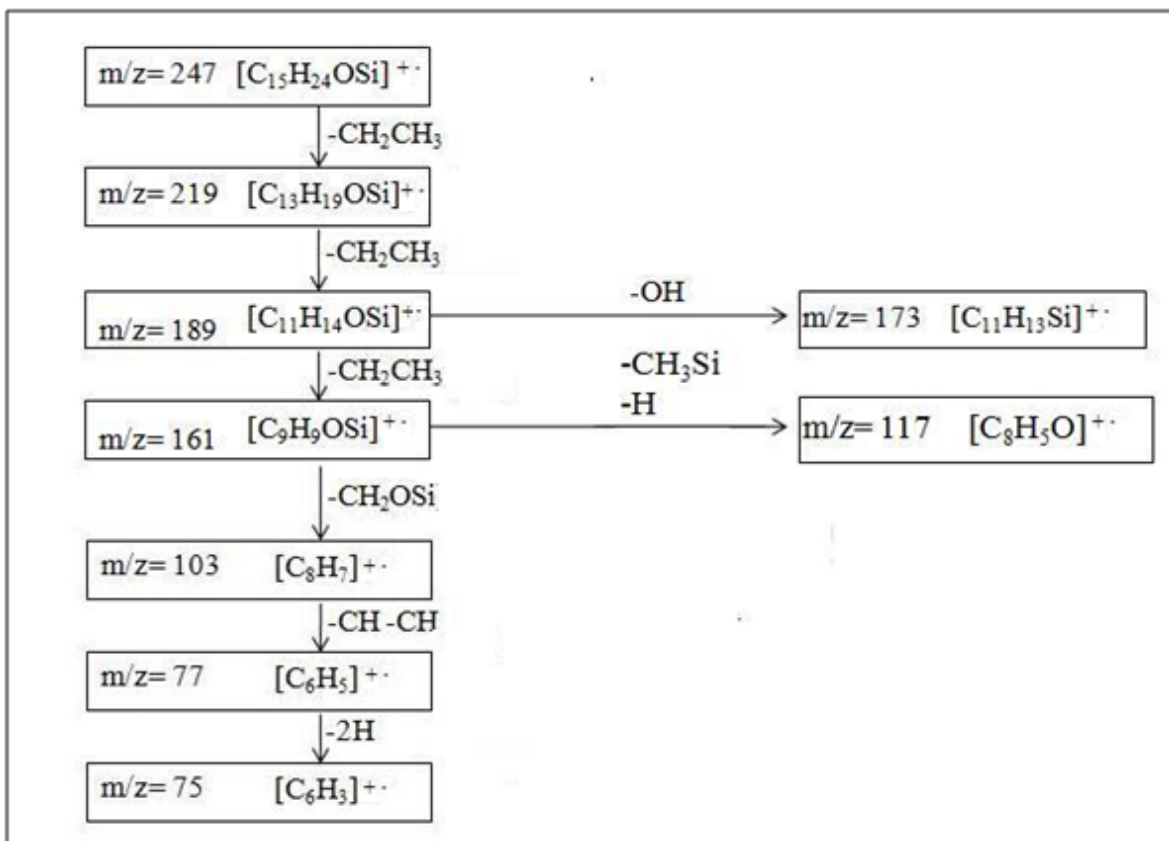 m/z= 247 [C₁₅H₂₄OSi]⁺·
-CH₂CH₃
m/z= 219 [C₁₃H₁₉OSi]⁺·
-CH₂CH₃
m/z= 189 [C₁₁H₁₄OSi]⁺·
-OH
m/z= 173 [C₁₁H₁₃Si]⁺·
-CH₂CH₃
-CH₃Si
-H
m/z= 161 [C₉H₉OSi]⁺·
m/z= 117 [C₈H₅O]⁺·
-CH₂OSi
m/z= 103 [C₈H₇]⁺·
-CH -CH
m/z= 77 [C₆H₅]⁺·
-2H
m/z= 75 [C₆H₃]⁺·